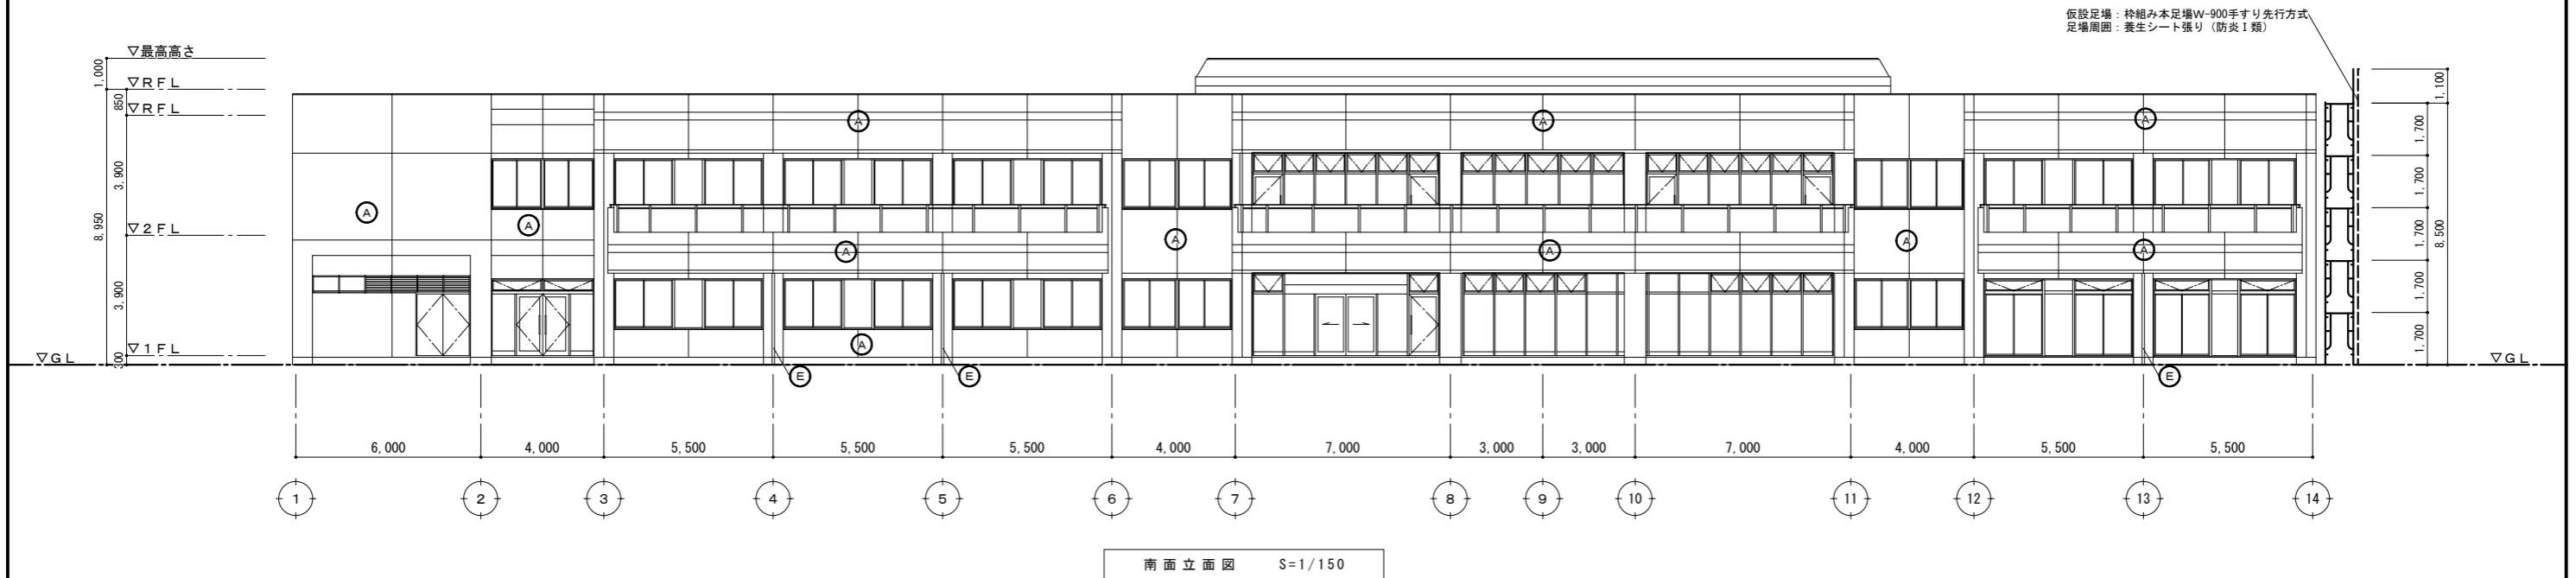 仮設足場：枠組み本足場W-900手すり先行方式
足場周囲：養生シート張り（防炎Ⅰ類）
▽最高高さ
1,000
▽RFL
850
▽RFL
3,900
8,950
▽2FL
3,900
▽1FL
300
▽GL
A
A
A
A
A
A
A
A
A
A
A
A
E
E
E
1,100
1,700
1,700
1,700
8,500
1,700
1,700
▽GL
6,000
4,000
5,500
5,500
5,500
4,000
7,000
3,000
3,000
7,000
4,000
5,500
5,500
1
2
3
4
5
6
7
8
9
10
11
12
13
14
南面立面図 S=1/150